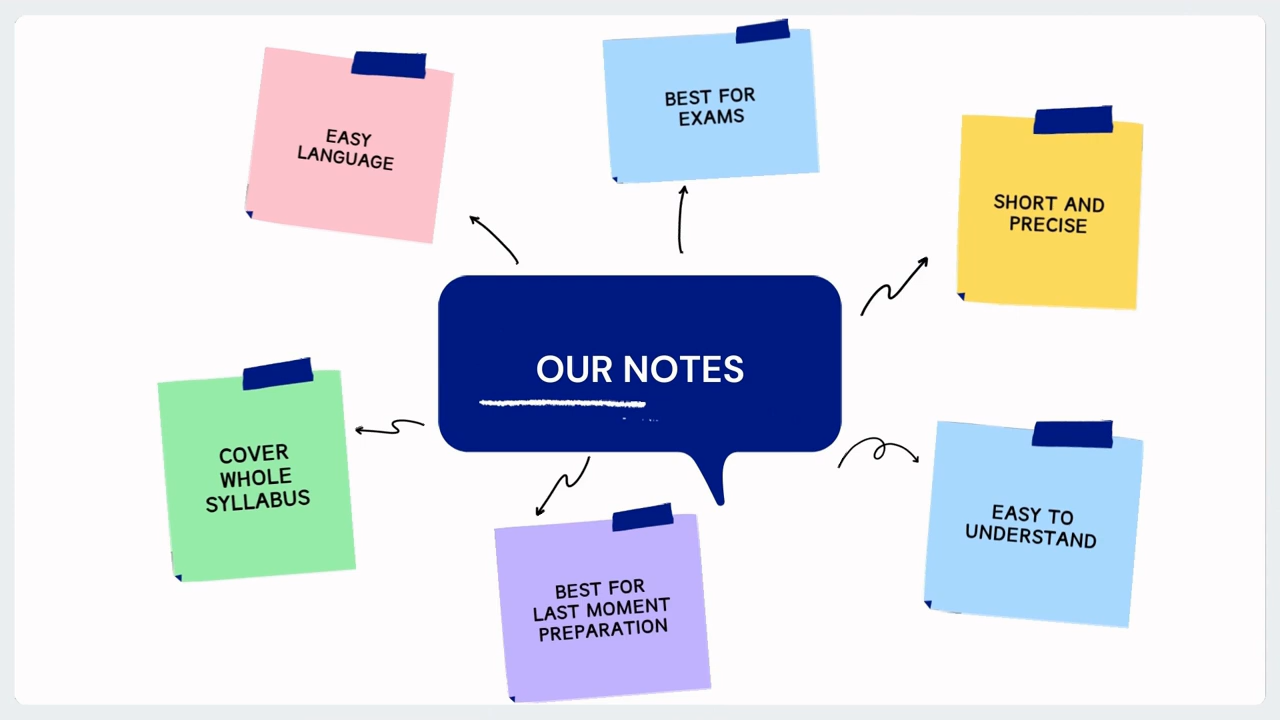 EASY
LANGUAGE
BEST FOR
EXAMS
SHORT AND
PRECISE
OUR NOTES
COVER
WHOLE
SYLLABUS
EASY TO
UNDERSTAND
BEST FOR
LAST MOMENT
PREPARATION